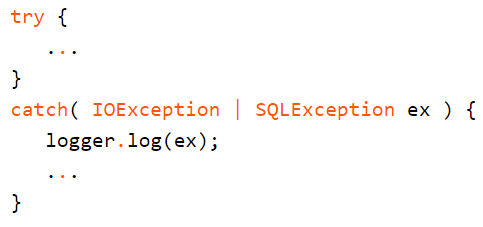 try {
   ...
}
catch( IOException | SQLException ex ) {
   logger.log(ex);
   ...
}